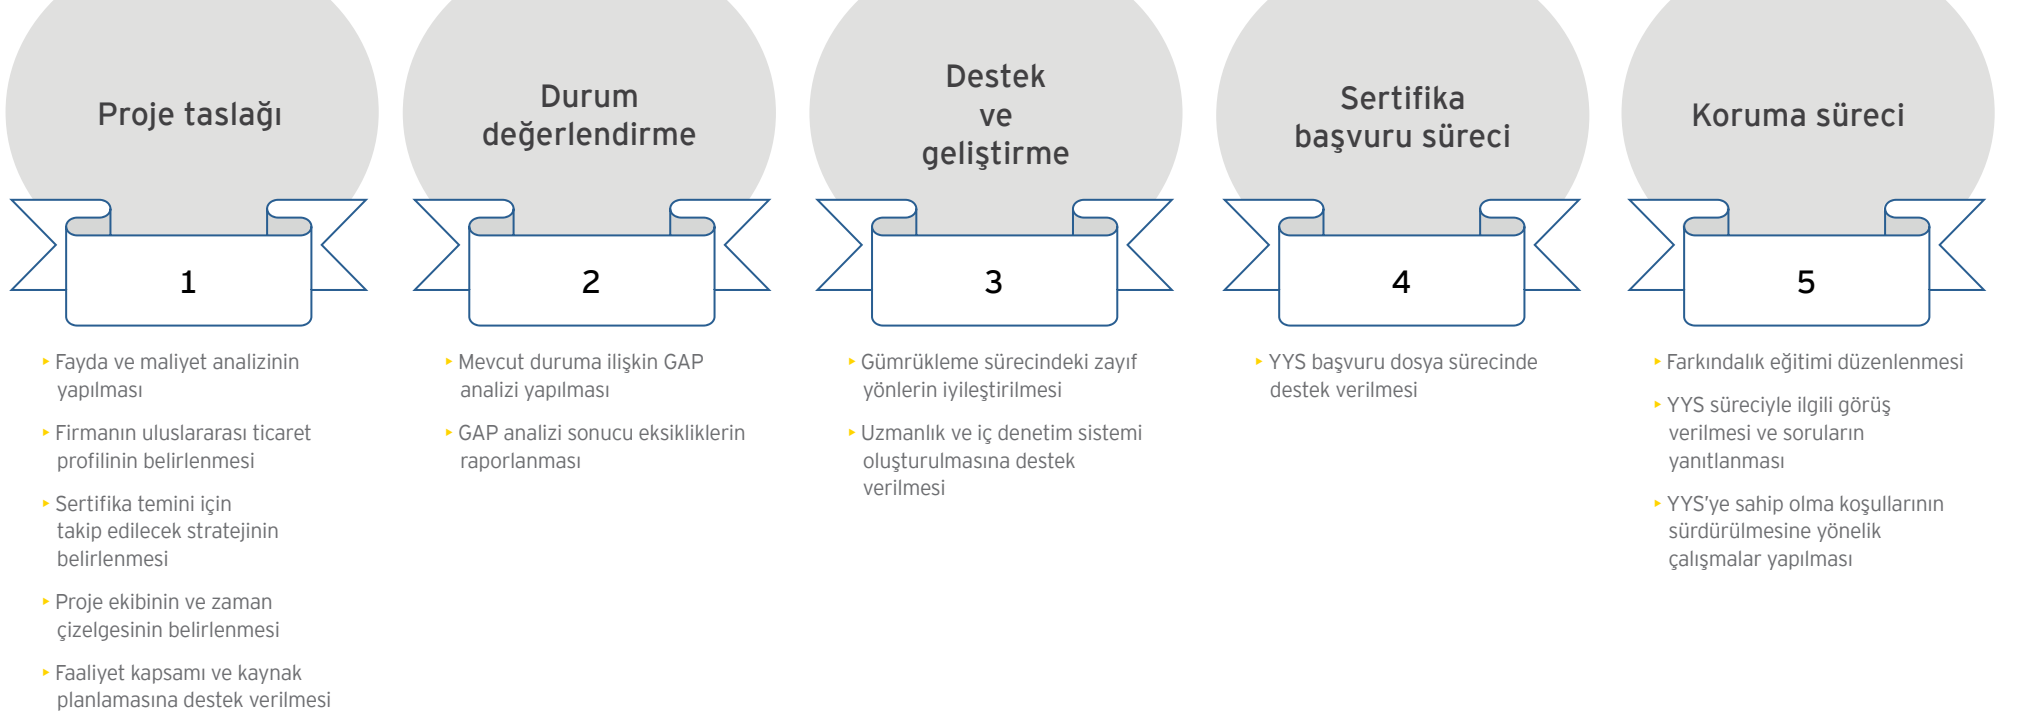 Proje taslağı
1
‣ Fayda ve maliyet analizinin
yapılması
‣ Firmanın uluslararası ticaret
profilinin belirlenmesi
‣ Sertifika temini için
takip edilecek stratejinin
belirlenmesi
‣ Proje ekibinin ve zaman
çizelgesinin belirlenmesi
‣ Faaliyet kapsamı ve kaynak
planlamasına destek verilmesi
Durum
değerlendirme
2
‣ Mevcut duruma ilişkin GAP
analizi yapılması
‣ GAP analizi sonucu eksikliklerin
raporlanması
Destek
ve
geliştirme
3
‣ Gümrükleme sürecindeki zayıf
yönlerin iyileştirilmesi
‣ Uzmanlık ve iç denetim sistemi
oluşturulmasına destek
verilmesi
Sertifika
başvuru süreci
4
‣ YYS başvuru dosya sürecinde
destek verilmesi
Koruma süreci
5
‣ Farkındalık eğitimi düzenlenmesi
‣ YYS süreciyle ilgili görüş
verilmesi ve soruların
yanıtlanması
‣ YYS’ye sahip olma koşullarının
sürdürülmesine yönelik
çalışmalar yapılması